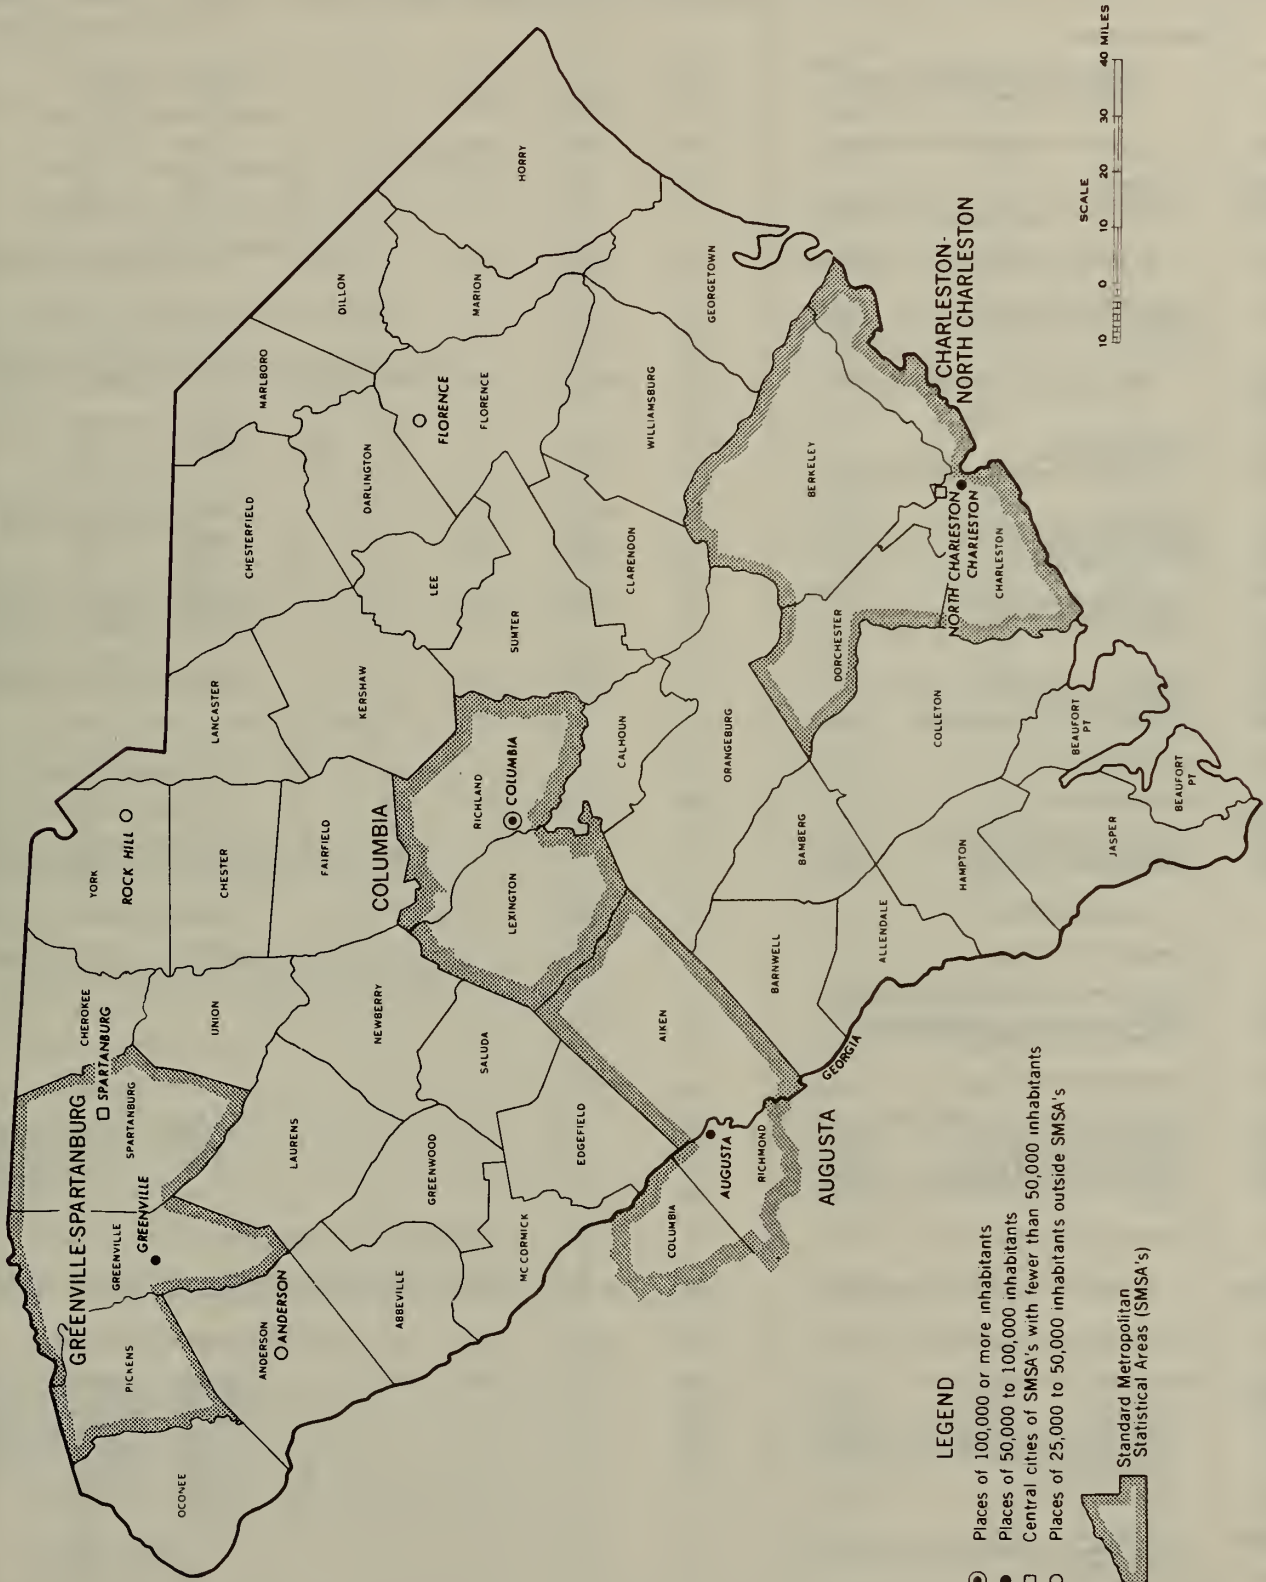 GREENVILLE-SPARTANBURG
OCONEE
PICKENS
GREENVILLE
GREENVILLE
SPARTANBURG
SPARTANBURG
CHEROKEE
YORK
ROCK HILL
ANDERSON
ANDERSON
LAURENS
UNION
CHESTER
LANCASTER
CHESTERFIELD
MARLBORO
DILLON
ABBEVILLE
GREENWOOD
NEWBERRY
FAIRFIELD
KERSHAW
DARLINGTON
LEE
FLORENCE
FLORENCE
MARION
HORRY
MC CORMICK
EDGEFIELD
SALUDA
COLUMBIA
LEXINGTON
RICHLAND
COLUMBIA
SUMTER
CALHOUN
CLARENDON
WILLIAMSBURG
GEORGETOWN
COLUMBIA
RICHMOND
AUGUSTA
AUGUSTA
AIKEN
GEORGIA
BARNWELL
BAMBERG
ORANGEBURG
DORCHESTER
BERKELEY
ALLENDALE
HAMPTON
COLLETON
NORTH CHARLESTON
CHARLESTON
CHARLESTON
CHARLESTON-
NORTH CHARLESTON
JASPER
BEAUFORT
PT
BEAUFORT
PT
LEGEND
Places of 100,000 or more inhabitants
Places of 50,000 to 100,000 inhabitants
Central cities of SMSA's with fewer than 50,000 inhabitants
Places of 25,000 to 50,000 inhabitants outside SMSA's
Standard Metropolitan
Statistical Areas (SMSA's)
SCALE
10 0 10 20 30 40 MILES